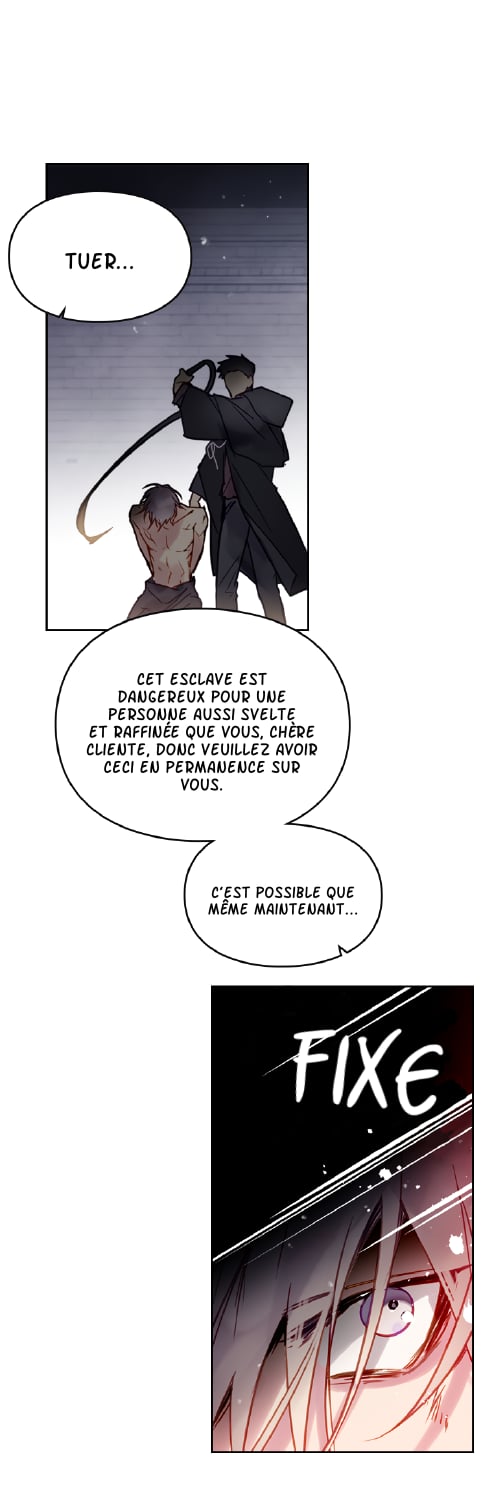 TUER...
CET ESCLAVE EST
DANGEREUX POUR UNE
PERSONNE AUSSI SVELTE
ET RAFFINÉE QUE VOUS, CHÈRE
CLIENTE, DONC VEUILLEZ AVOIR
CECI EN PERMANENCE SUR
VOUS.
C'EST POSSIBLE QUE
MÊME MAINTENANT...
FIXE